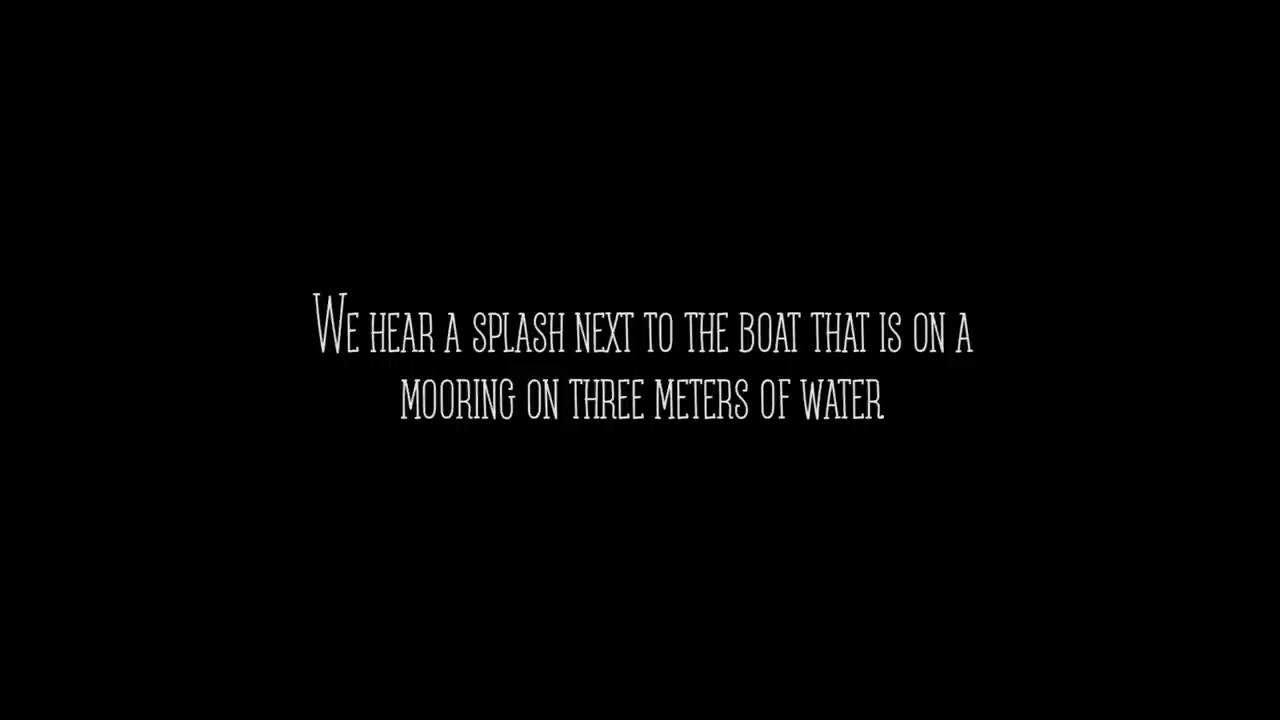 We hear a splash next to the boat that is on a
mooring on three meters of water